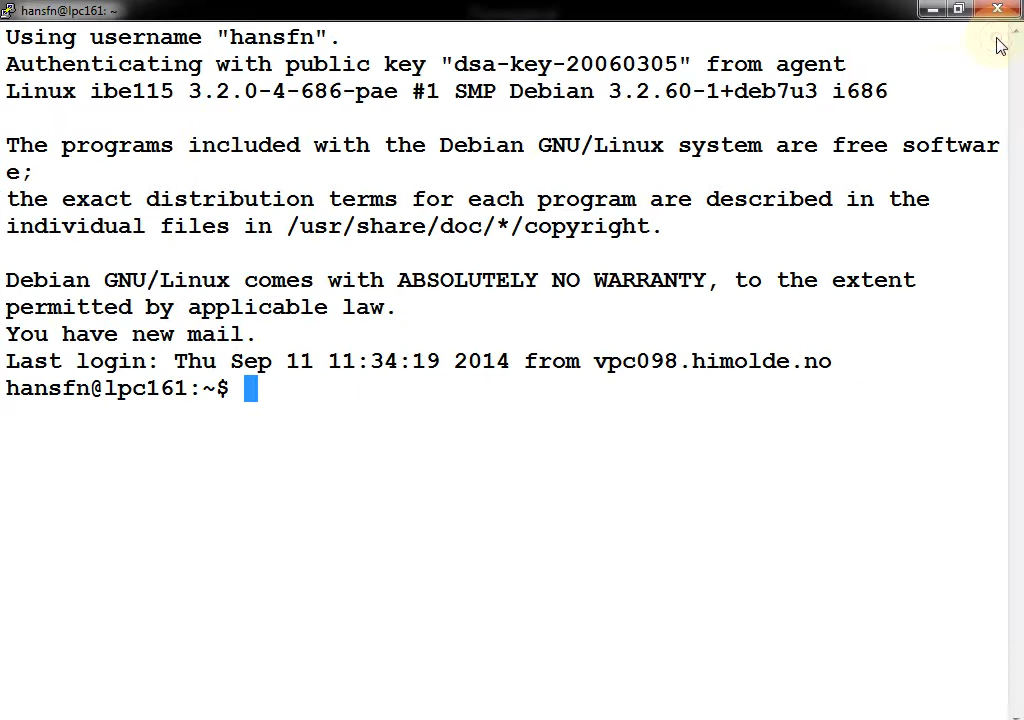 hansfn@lpc161: ~
Using username "hansfn".
Authenticating with public key "dsa-key-20060305" from agent
Linux ibe115 3.2.0-4-686-pae #1 SMP Debian 3.2.60-1+deb7u3 i686
The programs included with the Debian GNU/Linux system are free softwar
e;
the exact distribution terms for each program are described in the
individual files in /usr/share/doc/*/copyright.
Debian GNU/Linux comes with ABSOLUTELY NO WARRANTY, to the extent
permitted by applicable law.
You have new mail.
Last login: Thu Sep 11 11:34:19 2014 from vpc098.himolde.no
hansfn@lpc161:~$